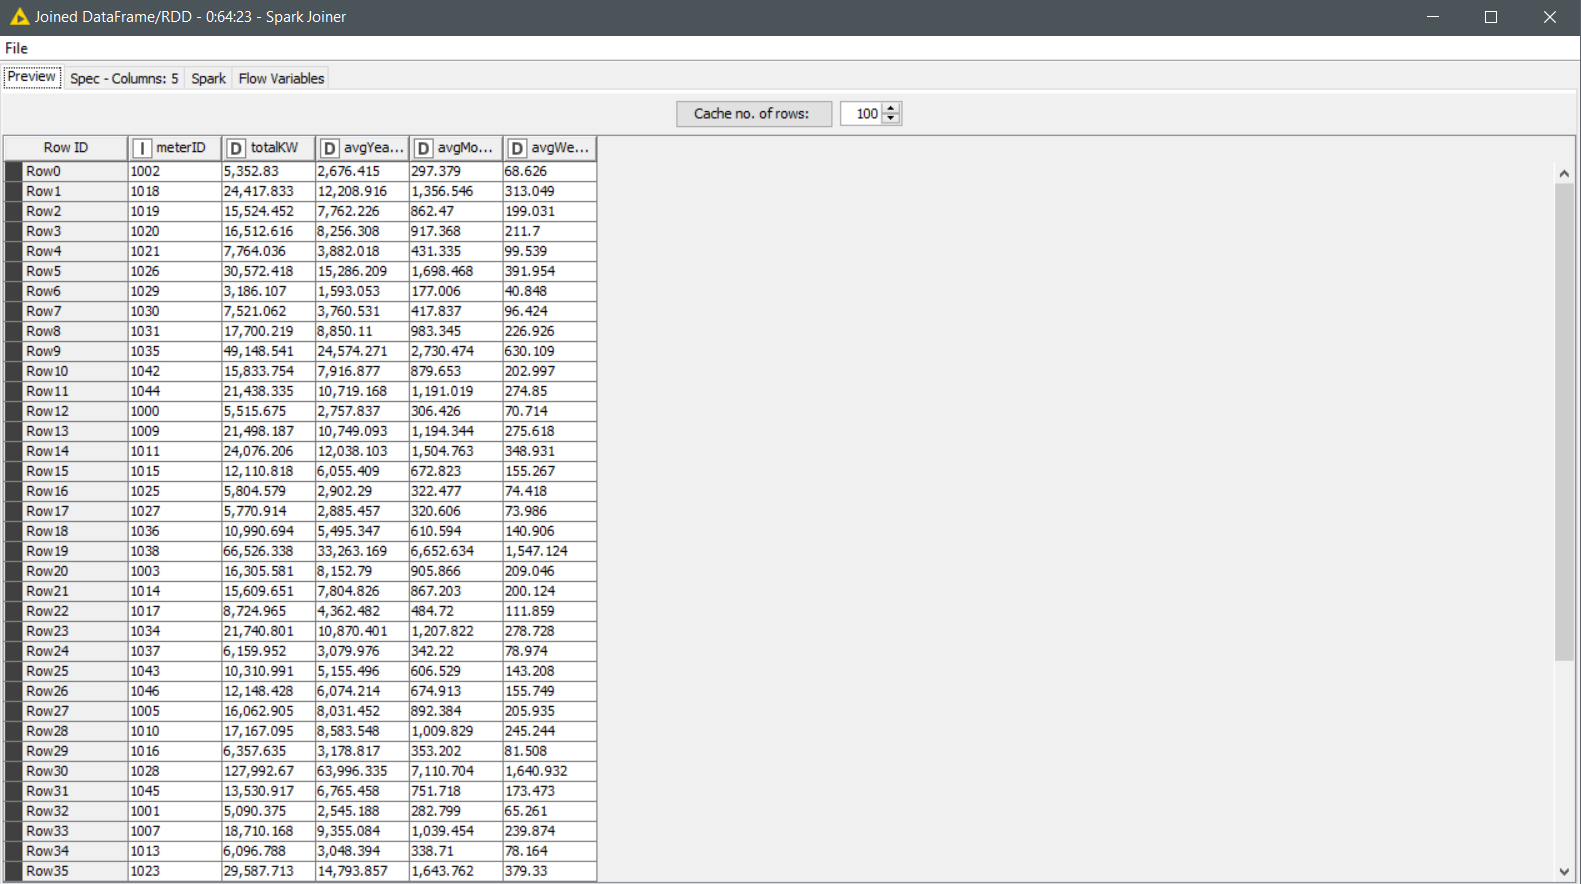 Joined DataFrame/RDD - 0:64:23 - Spark Joiner
File
Preview Spec - Columns: 5 Spark Flow Variables
Cache no. of rows: 100
Row ID I meterID D totalKW D avgYea... D avgMo... D avgWe...
Row0 1002 5,352.83 2,676.415 297.379 68.626
Row1 1018 24,417.833 12,208.916 1,356.546 313.049
Row2 1019 15,524.452 7,762.226 862.47 199.031
Row3 1020 16,512.616 8,256.308 917.368 211.7
Row4 1021 7,764.036 3,882.018 431.335 99.539
Row5 1026 30,572.418 15,286.209 1,698.468 391.954
Row6 1029 3,186.107 1,593.053 177.006 40.848
Row7 1030 7,521.062 3,760.531 417.837 96.424
Row8 1031 17,700.219 8,850.11 983.345 226.926
Row9 1035 49,148.541 24,574.271 2,730.474 630.109
Row10 1042 15,833.754 7,916.877 879.653 202.997
Row11 1044 21,438.335 10,719.168 1,191.019 274.85
Row12 1000 5,515.675 2,757.837 306.426 70.714
Row13 1009 21,498.187 10,749.093 1,194.344 275.618
Row14 1011 24,076.206 12,038.103 1,504.763 348.931
Row15 1015 12,110.818 6,055.409 672.823 155.267
Row16 1025 5,804.579 2,902.29 322.477 74.418
Row17 1027 5,770.914 2,885.457 320.606 73.986
Row18 1036 10,990.694 5,495.347 610.594 140.906
Row19 1038 66,526.338 33,263.169 6,652.634 1,547.124
Row20 1003 16,305.581 8,152.79 905.866 209.046
Row21 1014 15,609.651 7,804.826 867.203 200.124
Row22 1017 8,724.965 4,362.482 484.72 111.859
Row23 1034 21,740.801 10,870.401 1,207.822 278.728
Row24 1037 6,159.952 3,079.976 342.22 78.974
Row25 1043 10,310.991 5,155.496 606.529 143.208
Row26 1046 12,148.428 6,074.214 674.913 155.749
Row27 1005 16,062.905 8,031.452 892.384 205.935
Row28 1010 17,167.095 8,583.548 1,009.829 245.244
Row29 1016 6,357.635 3,178.817 353.202 81.508
Row30 1028 127,992.67 63,996.335 7,110.704 1,640.932
Row31 1045 13,530.917 6,765.458 751.718 173.473
Row32 1001 5,090.375 2,545.188 282.799 65.261
Row33 1007 18,710.168 9,355.084 1,039.454 239.874
Row34 1013 6,096.788 3,048.394 338.71 78.164
Row35 1023 29,587.713 14,793.857 1,643.762 379.33